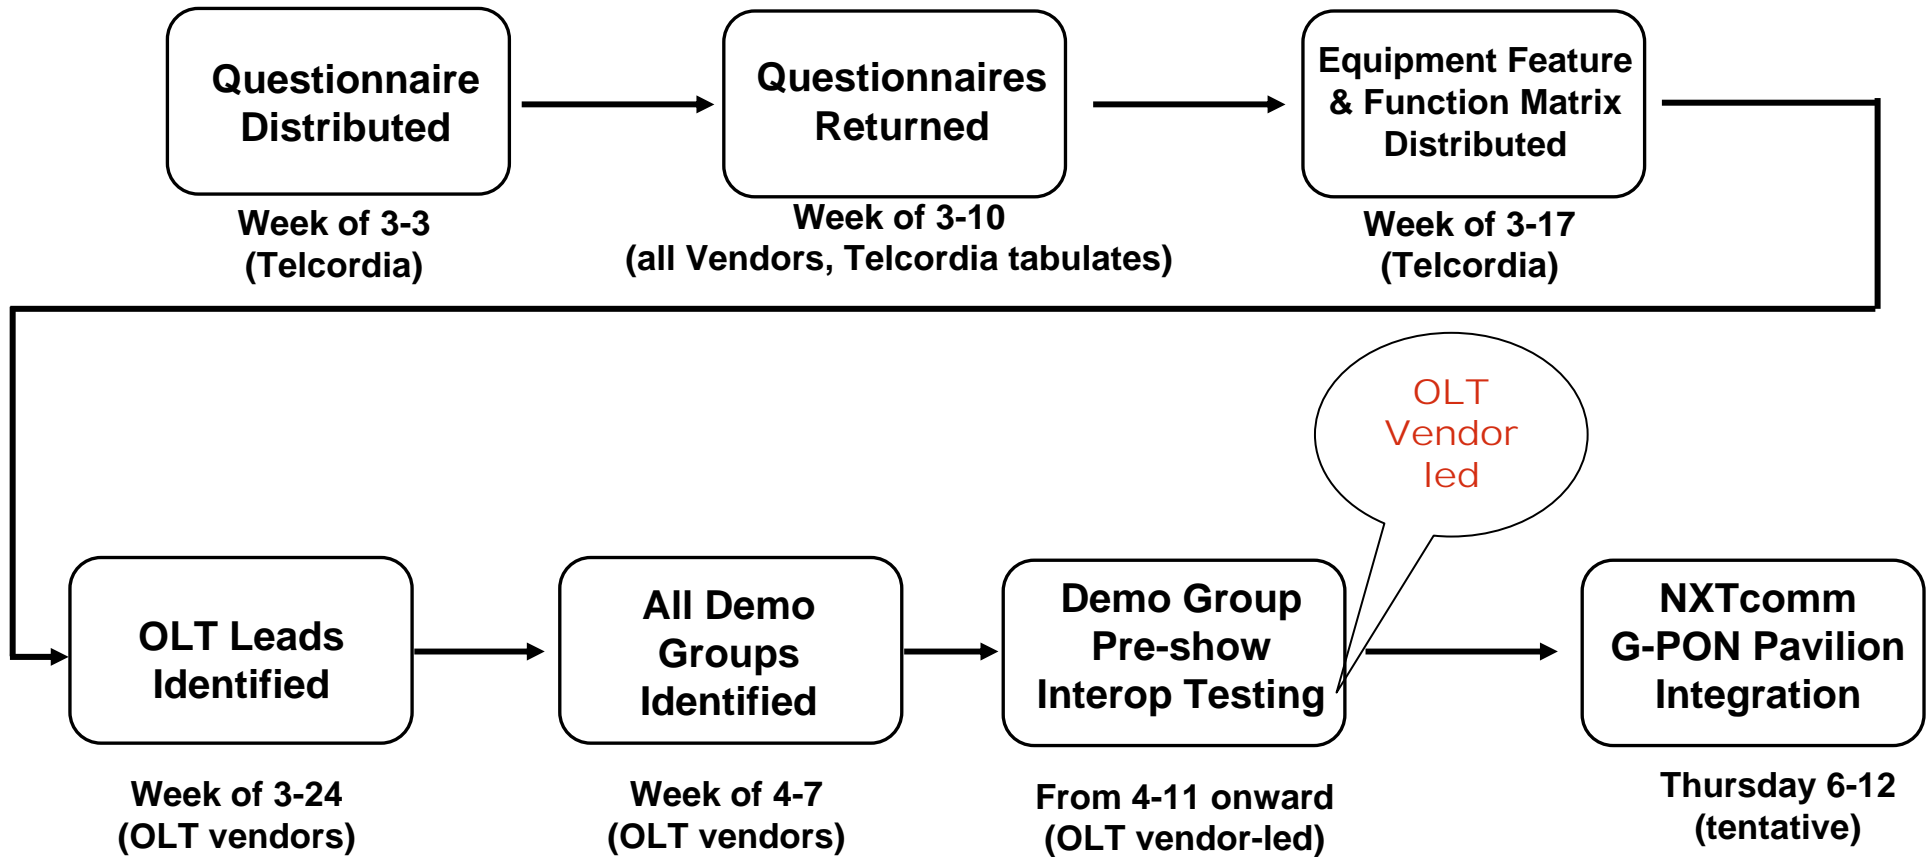 Questionnaire
Distributed
Week of 3-3
(Telcordia)
Questionnaires
Returned
Week of 3-10
(all Vendors, Telcordia tabulates)
Equipment Feature
& Function Matrix
Distributed
Week of 3-17
(Telcordia)
OLT
Vendor
led
OLT Leads
Identified
Week of 3-24
(OLT vendors)
All Demo
Groups
Identified
Week of 4-7
(OLT vendors)
Demo Group
Pre-show
Interop Testing
From 4-11 onward
(OLT vendor-led)
NXTcomm
G-PON Pavilion
Integration
Thursday 6-12
(tentative)